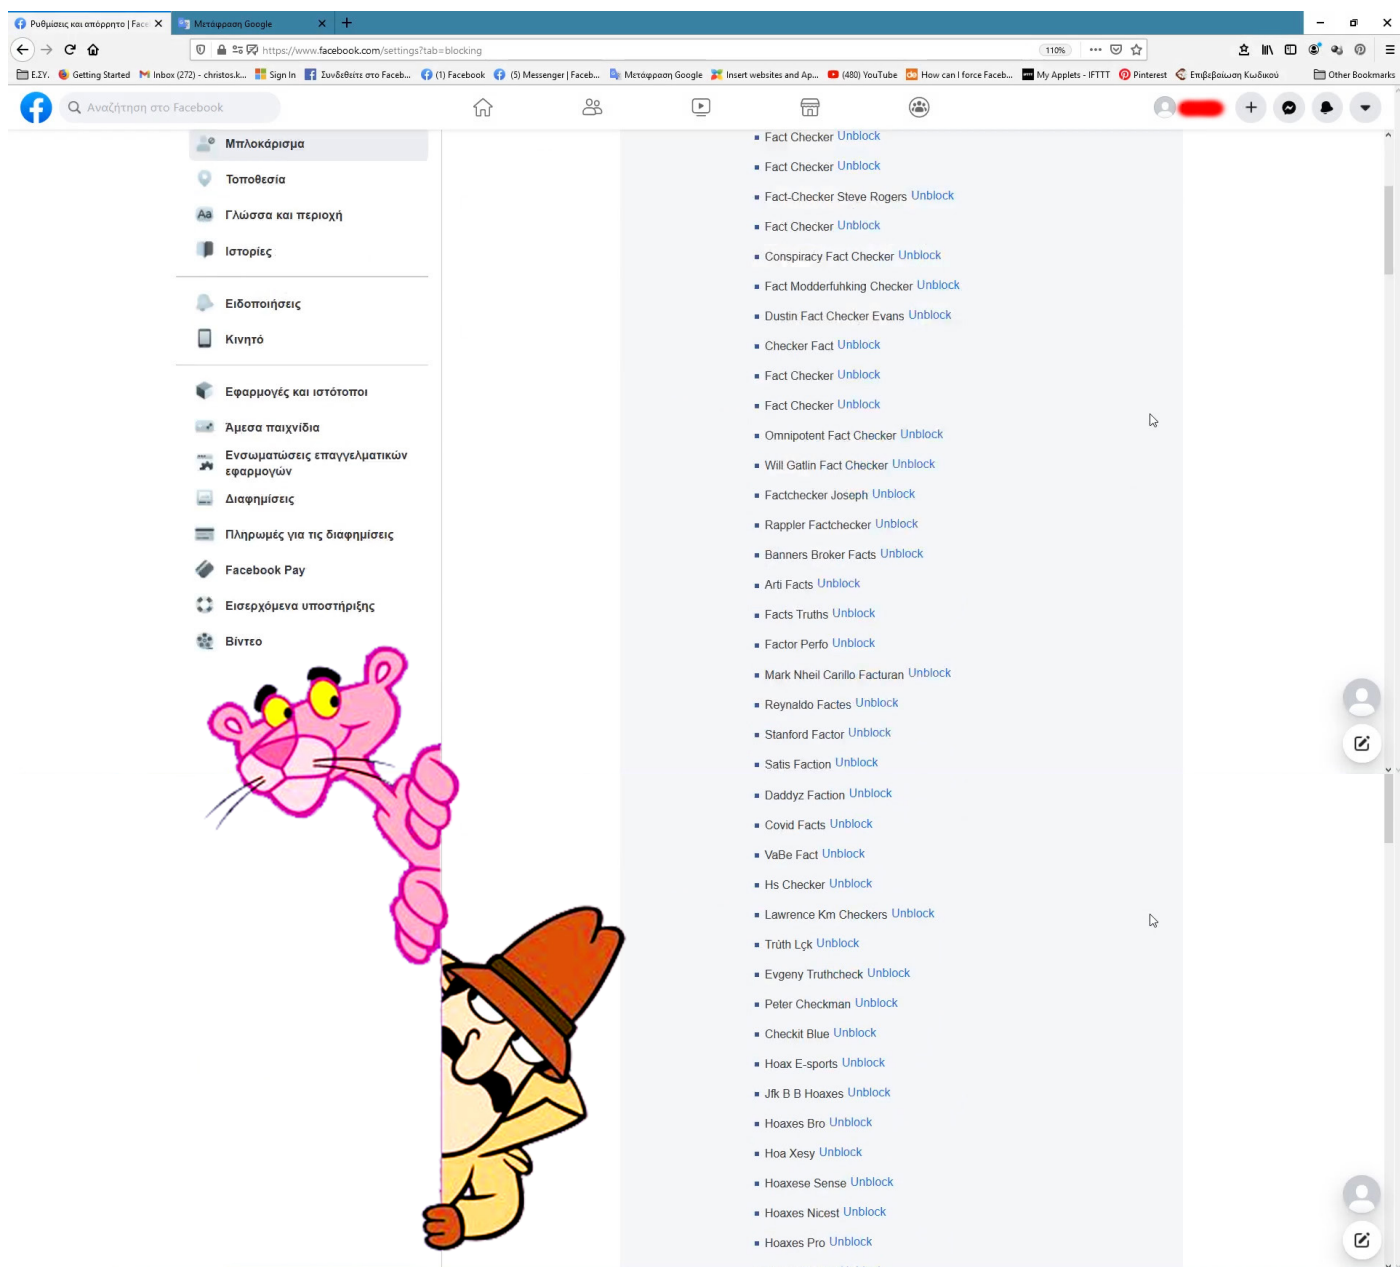 Ρυθμίσεις και απόρρητο | Fac
Μετάφραση Google
https://www.facebook.com/settings?tab=blocking
110%
Ε.ΣΥ.
Getting Started
Inbox (272) - christos.k...
Sign In
Συνδεθείτε στο Faceb...
(1) Facebook
(5) Messenger | Faceb...
Μετάφραση Google
Insert websites and Ap...
(480) YouTube
How can I force Faceb...
My Applets - IFTTT
Pinterest
Επιβεβαίωση Κωδικού
Other Bookmarks
Αναζήτηση στο Facebook
Μπλοκάρισμα
Τοποθεσία
Aa Γλώσσα και περιοχή
Ιστορίες
Ειδοποιήσεις
Κινητό
Εφαρμογές και ιστότοποι
Άμεσα παιχνίδια
Ενσωματώσεις επαγγελματικών
εφαρμογών
Διαφημίσεις
Πληρωμές για τις διαφημίσεις
Facebook Pay
Εισερχόμενα υποστήριξης
Βίντεο
Fact Checker Unblock
Fact Checker Unblock
Fact-Checker Steve Rogers Unblock
Fact Checker Unblock
Conspiracy Fact Checker Unblock
Fact Modderfuhking Checker Unblock
Dustin Fact Checker Evans Unblock
Checker Fact Unblock
Fact Checker Unblock
Fact Checker Unblock
Omnipotent Fact Checker Unblock
Will Gatlin Fact Checker Unblock
Factchecker Joseph Unblock
Rappler Factchecker Unblock
Banners Broker Facts Unblock
Arti Facts Unblock
Facts Truths Unblock
Factor Perfo Unblock
Mark Nheil Carillo Facturan Unblock
Reynaldo Factes Unblock
Stanford Factor Unblock
Satis Faction Unblock
Daddyz Faction Unblock
Covid Facts Unblock
VaBe Fact Unblock
Hs Checker Unblock
Lawrence Km Checkers Unblock
Trúth Lçk Unblock
Evgeny Truthcheck Unblock
Peter Checkman Unblock
Checkit Blue Unblock
Hoax E-sports Unblock
Jfk B B Hoaxes Unblock
Hoaxes Bro Unblock
Hoa Xesy Unblock
Hoaxese Sense Unblock
Hoaxes Nicest Unblock
Hoaxes Pro Unblock